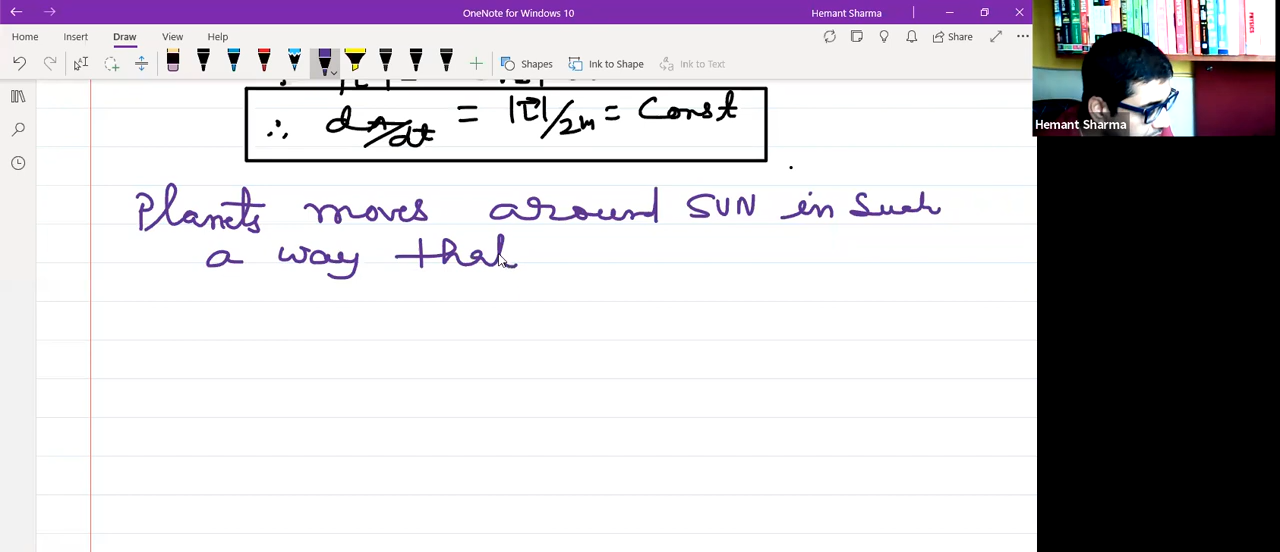 OneNote for Windows 10
Hemant Sharma
Home Insert Draw View Help
Share
Shapes Ink to Shape Ink to Text
∴ dA/dt = |L⃗|/2m = Const
Hemant Sharma
Planets moves around SUN in Such
a way that